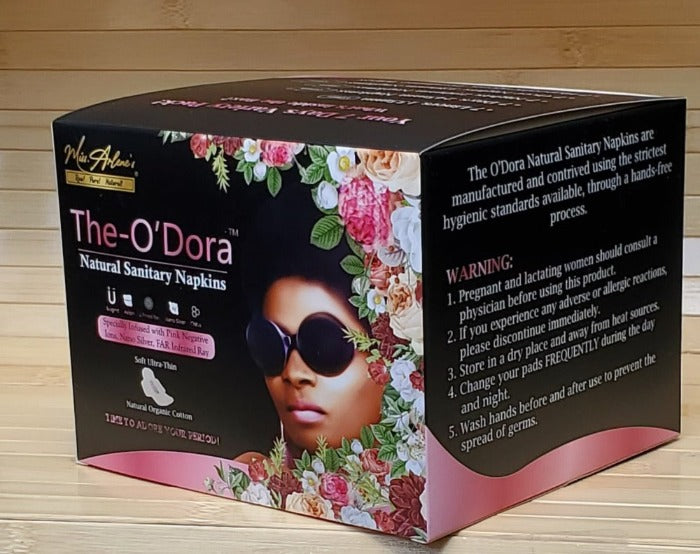 Miss Arlene's ®
Real Pure Natural
The-O'Dora ™
Natural Sanitary Napkins
Specially Infused with Pink Negative
Ions, Nano Silver, FAR Infrared Ray
Soft Ultra-Thin
Natural Organic Cotton
TIME TO ADORE YOUR PERIOD!
Your 7 Days Variety Pack:
The O'Dora Natural Sanitary Napkins are
manufactured and contrived using the strictest
hygienic standards available, through a hands-free
process.
WARNING:
1. Pregnant and lactating women should consult a
physician before using this product.
2. If you experience any adverse or allergic reactions,
please discontinue immediately.
3. Store in a dry place and away from heat sources.
4. Change your pads FREQUENTLY during the day
and night.
5. Wash hands before and after use to prevent the
spread of germs.